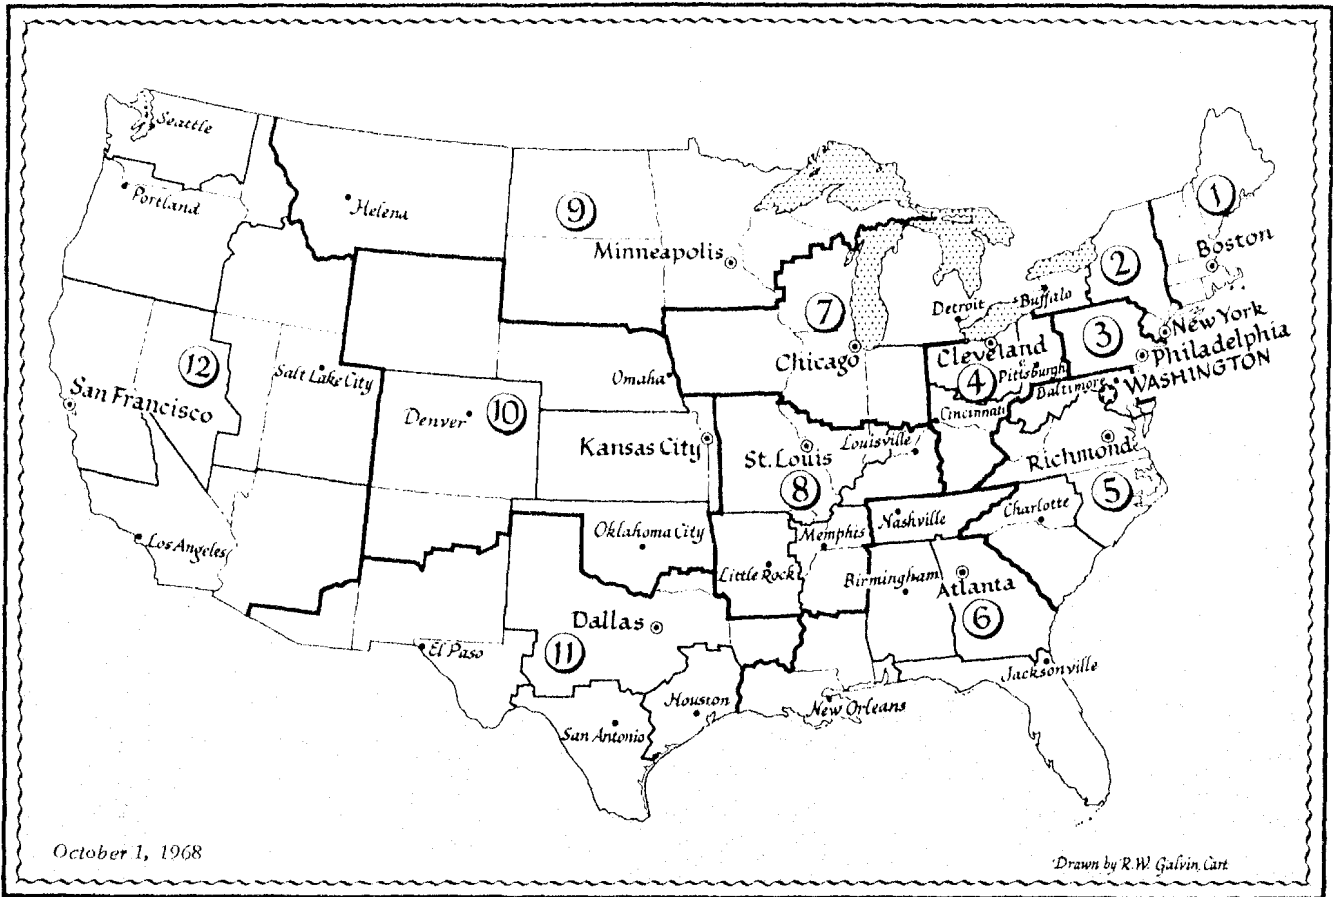 Seattle
Portland
Helena
9
Minneapolis
1
Boston
2
Buffalo
Detroit
7
Chicago
New York
3
Philadelphia
Cleveland
Pittsburgh
4
Baltimore
WASHINGTON
Cincinnati
12
Salt Lake City
San Francisco
Omaha
Denver
10
Kansas City
St. Louis
8
Louisville
Richmond
5
Charlotte
Nashville
Memphis
Los Angeles
Oklahoma City
Little Rock
Birmingham
Atlanta
6
Dallas
11
El Paso
Houston
San Antonio
New Orleans
Jacksonville
October 1, 1968
Drawn by R.W. Galvin, Cart.